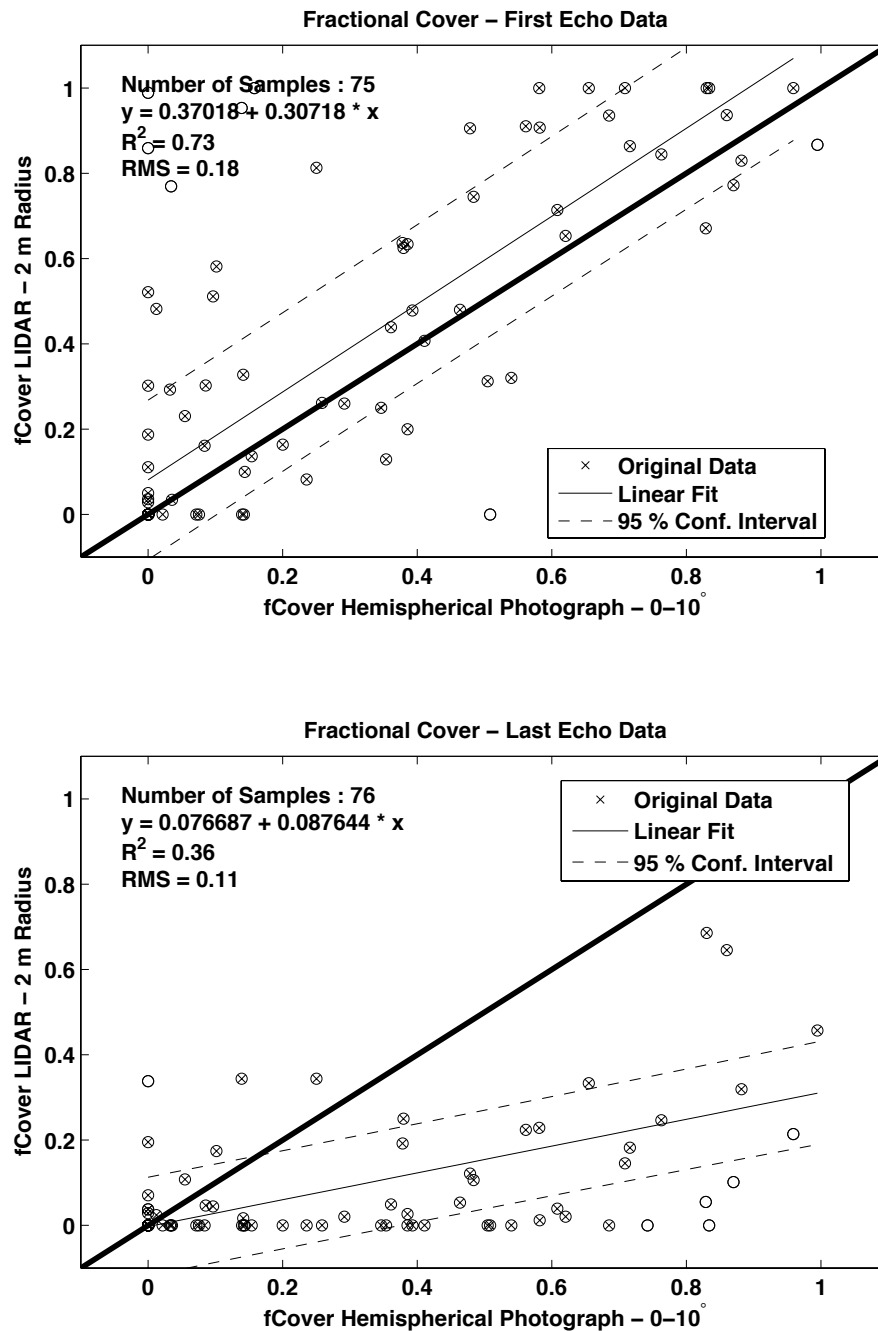 Fractional Cover – First Echo Data
Number of Samples : 75
y = 0.37018 + 0.30718 * x
R² = 0.73
RMS = 0.18
fCover LIDAR – 2 m Radius
1
0.8
0.6
0.4
0.2
0
Original Data
Linear Fit
95 % Conf. Interval
0 0.2 0.4 0.6 0.8 1
fCover Hemispherical Photograph – 0–10°
Fractional Cover – Last Echo Data
Number of Samples : 76
y = 0.076687 + 0.087644 * x
R² = 0.36
RMS = 0.11
Original Data
Linear Fit
95 % Conf. Interval
fCover LIDAR – 2 m Radius
1
0.8
0.6
0.4
0.2
0
0 0.2 0.4 0.6 0.8 1
fCover Hemispherical Photograph – 0–10°